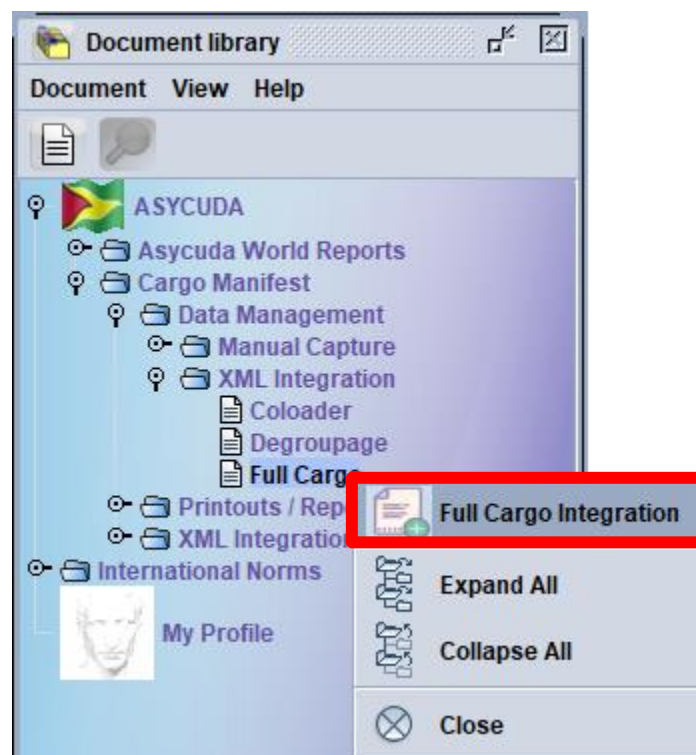 Document library
Document View Help
ASYCUDA
Asycuda World Reports
Cargo Manifest
Data Management
Manual Capture
XML Integration
Coloader
Degroupage
Full Cargo
Printouts / Rep
XML Integration
International Norms
My Profile
Full Cargo Integration
Expand All
Collapse All
Close